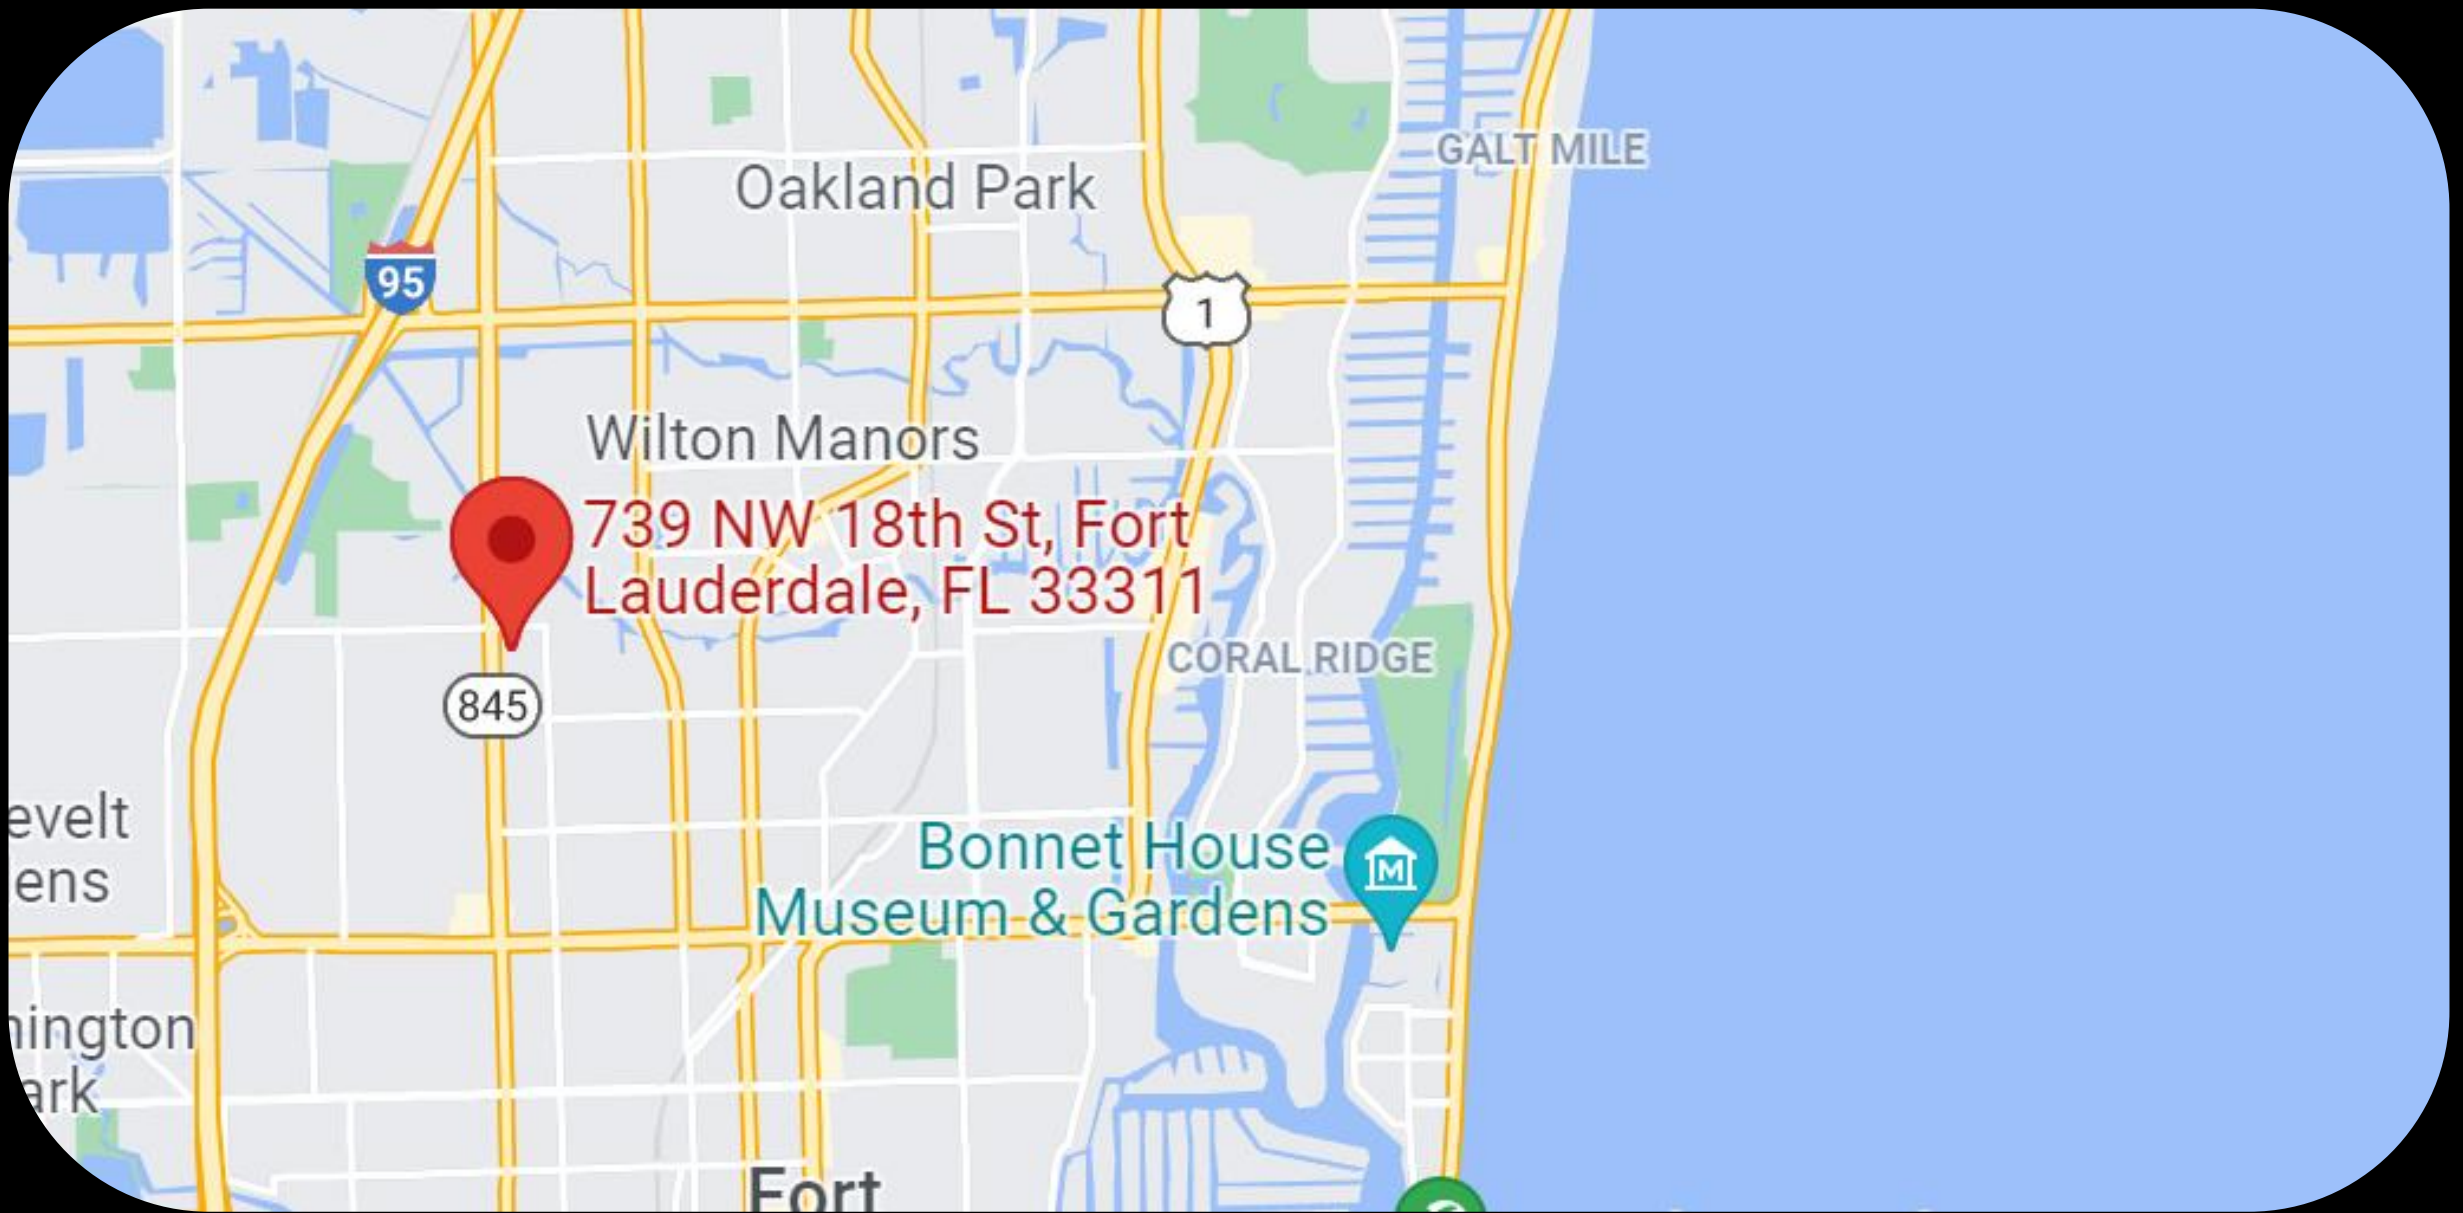 GALT MILE
Oakland Park
95
1
Wilton Manors
739 NW 18th St, Fort
Lauderdale, FL 33311
CORAL RIDGE
845
evelt
ens
Bonnet House
Museum & Gardens
M
nington
ark
Fort